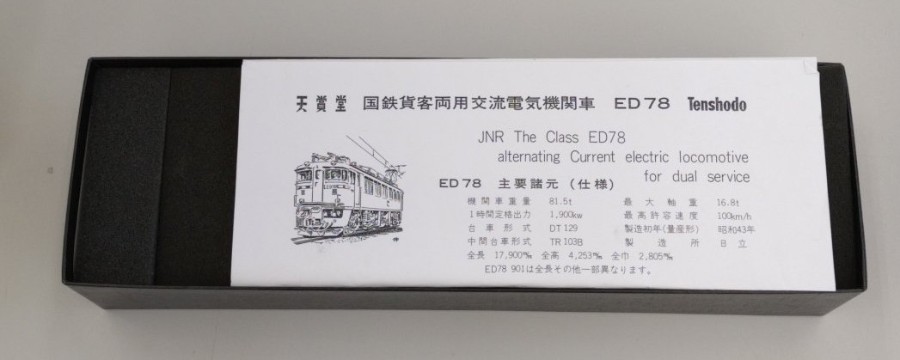 天賞堂 国鉄貨客両用交流電気機関車 ED78 Tenshodo
JNR The Class ED78
alternating Current electric locomotive
for dual service
ED78 主要諸元(仕様)
機関車重量 81.8t 最大軸重 16.8t
1時間定格出力 1,900kw 最高許容速度 100km/h
台車形式 DT129 製造初年(量産形) 昭和43年
中間台車形式 TR103B 製造所 日立
全長 17,900㎜ 全高 4,253㎜ 全巾 2,805㎜
ED78 901は全長その他一部異なります。